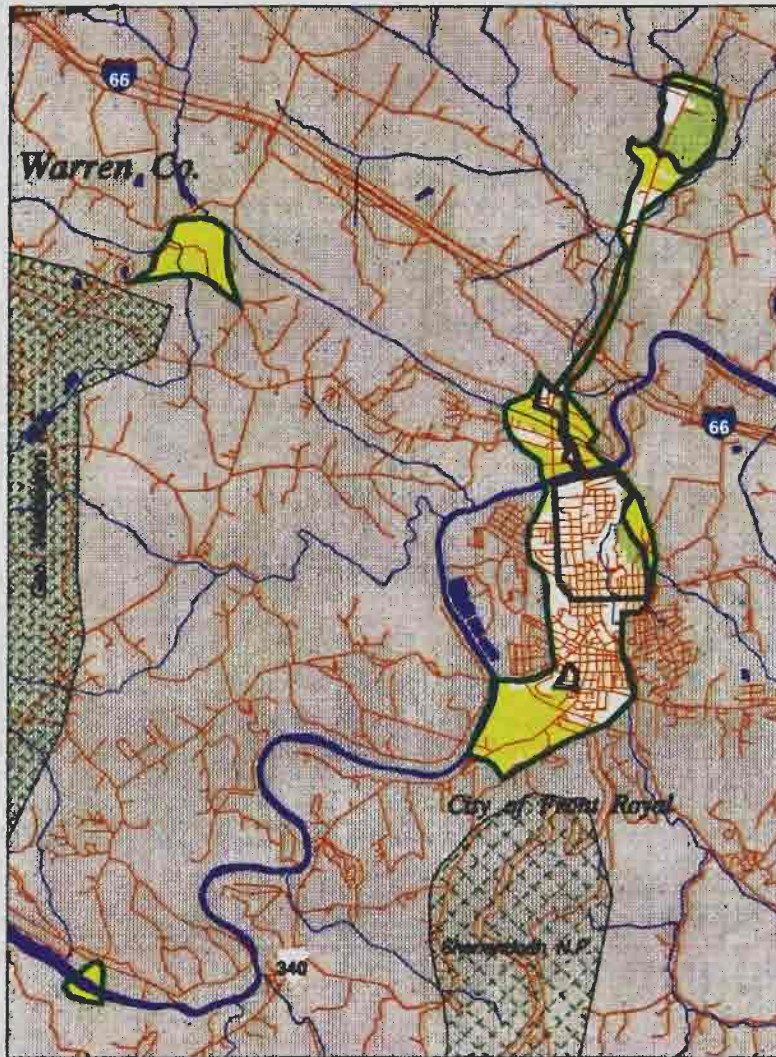 66
Warren Co.
66
City of Front Royal
Shenandoah N.P.
340